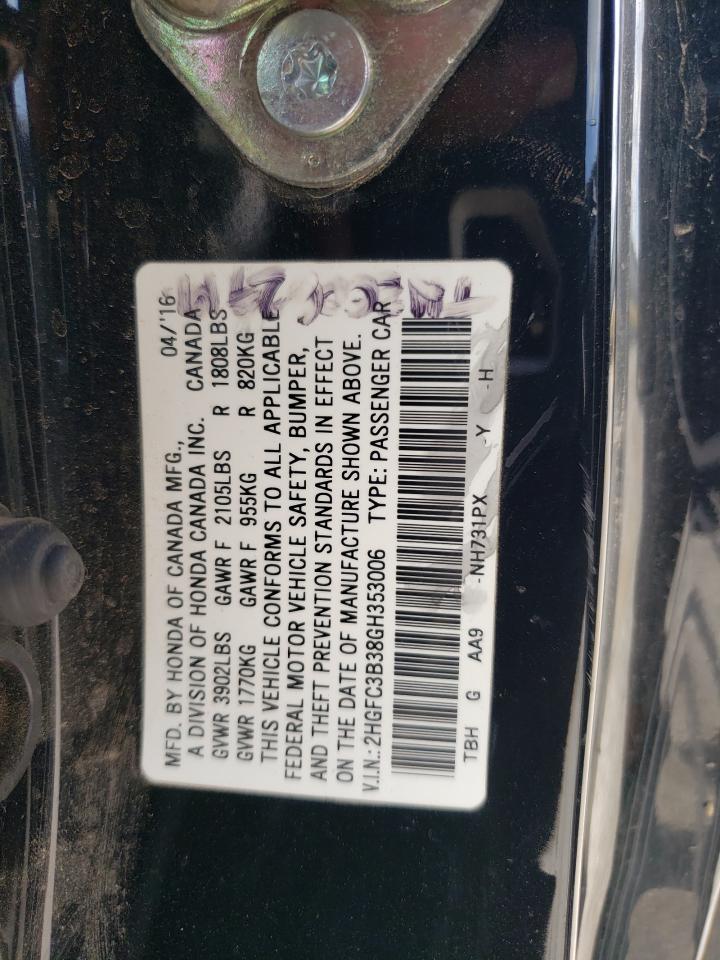 MFD. BY HONDA OF CANADA MFG., 04/'16
A DIVISION OF HONDA CANADA INC. CANADA
GVWR 3902LBS GAWR F 2105LBS R 1808LBS
GVWR 1770KG GAWR F 955KG R 820KG
THIS VEHICLE CONFORMS TO ALL APPLICABLE
FEDERAL MOTOR VEHICLE SAFETY, BUMPER,
AND THEFT PREVENTION STANDARDS IN EFFECT
ON THE DATE OF MANUFACTURE SHOWN ABOVE.
V.I.N.: 2HGFC3B38GH353006 TYPE: PASSENGER CAR
TBH G AA9 -NH731PX -Y -H